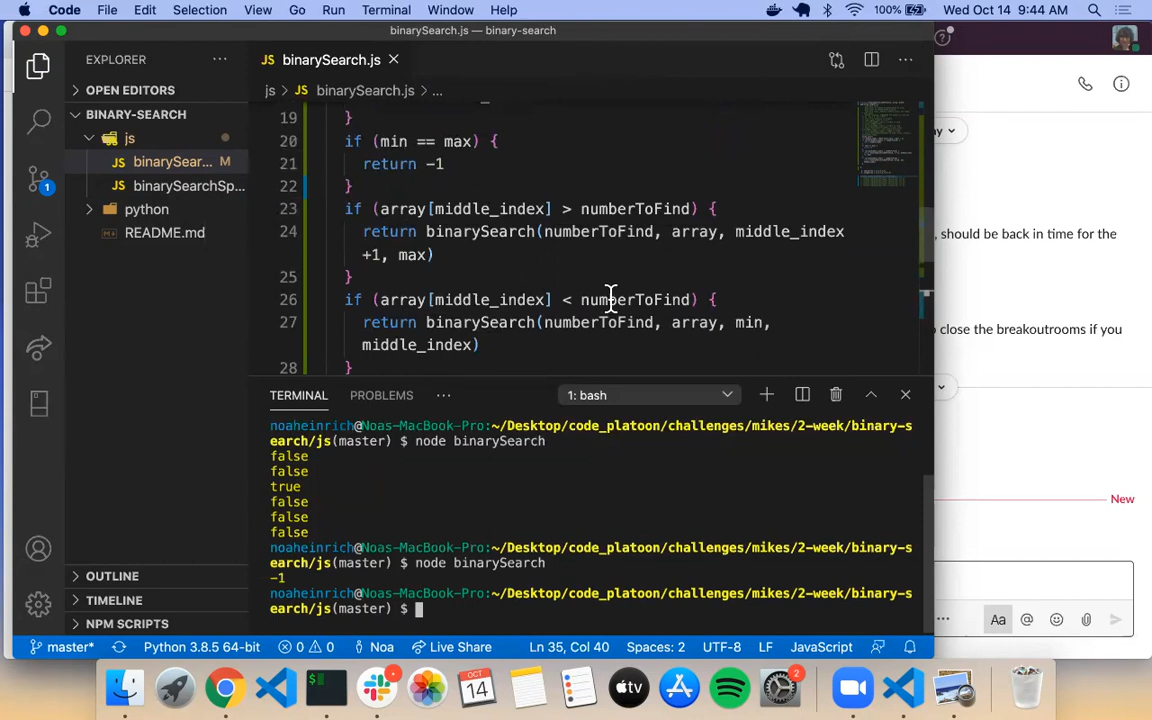 Code File Edit Selection View Go Run Terminal Window Help 100% Wed Oct 14 9:44 AM
binarySearch.js — binary-search
EXPLORER
OPEN EDITORS
BINARY-SEARCH
js
JS binarySear... M
JS binarySearchSp...
python
README.md
OUTLINE
TIMELINE
NPM SCRIPTS
1
JS binarySearch.js
js > JS binarySearch.js > ...
19 }
20 if (min == max) {
21 return -1
22 }
23 if (array[middle_index] > numberToFind) {
24 return binarySearch(numberToFind, array, middle_index
+1, max)
25 }
26 if (array[middle_index] < numberToFind) {
27 return binarySearch(numberToFind, array, min,
middle_index)
28 }
TERMINAL PROBLEMS ... 1: bash
noaheinrich@Noas-MacBook-Pro:~/Desktop/code_platoon/challenges/mikes/2-week/binary-s
earch/js(master) $ node binarySearch
false
false
true
false
false
false
noaheinrich@Noas-MacBook-Pro:~/Desktop/code_platoon/challenges/mikes/2-week/binary-s
earch/js(master) $ node binarySearch
-1
noaheinrich@Noas-MacBook-Pro:~/Desktop/code_platoon/challenges/mikes/2-week/binary-s
earch/js(master) $
master* Python 3.8.5 64-bit 0 0 Noa Live Share Ln 35, Col 40 Spaces: 2 UTF-8 LF JavaScript
ay
, should be back in time for the
o close the breakoutrooms if you
New
Aa
OCT
14
tv
2